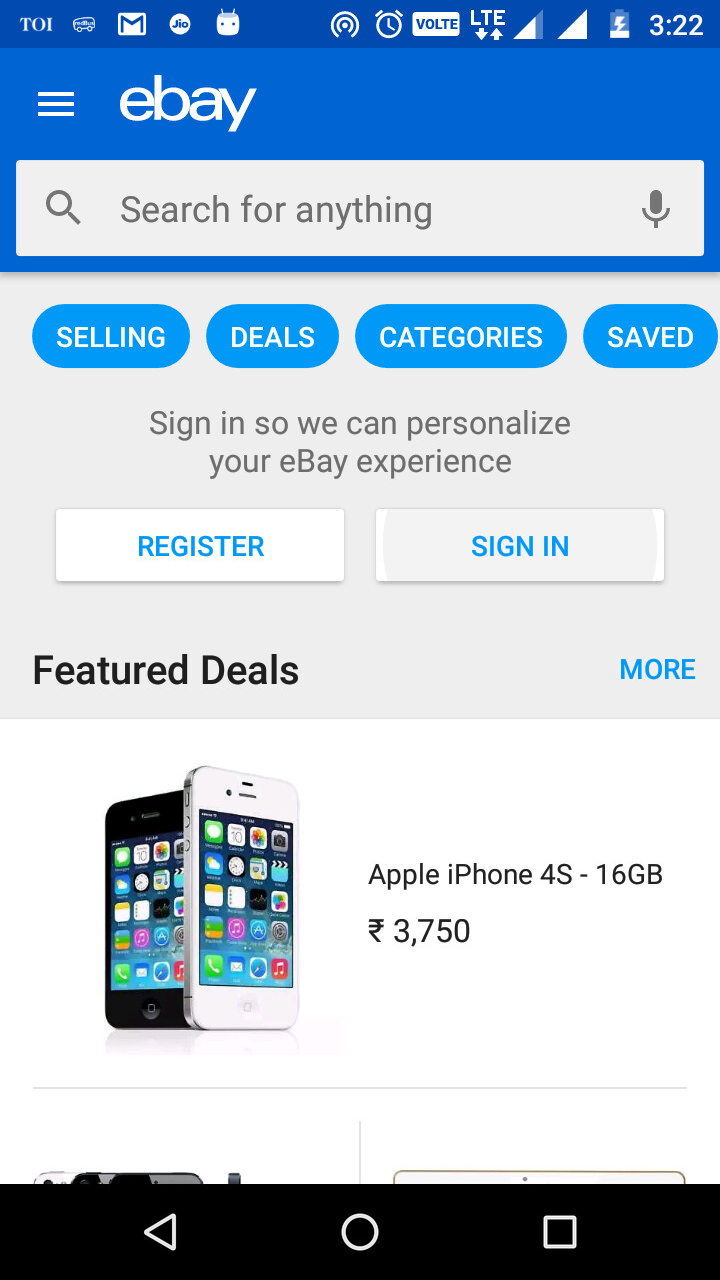 TOI redBus Jio VOLTE LTE 3:22
ebay
Search for anything
SELLING DEALS CATEGORIES SAVED
Sign in so we can personalize
your eBay experience
REGISTER SIGN IN
Featured Deals MORE
Apple iPhone 4S - 16GB
₹ 3,750